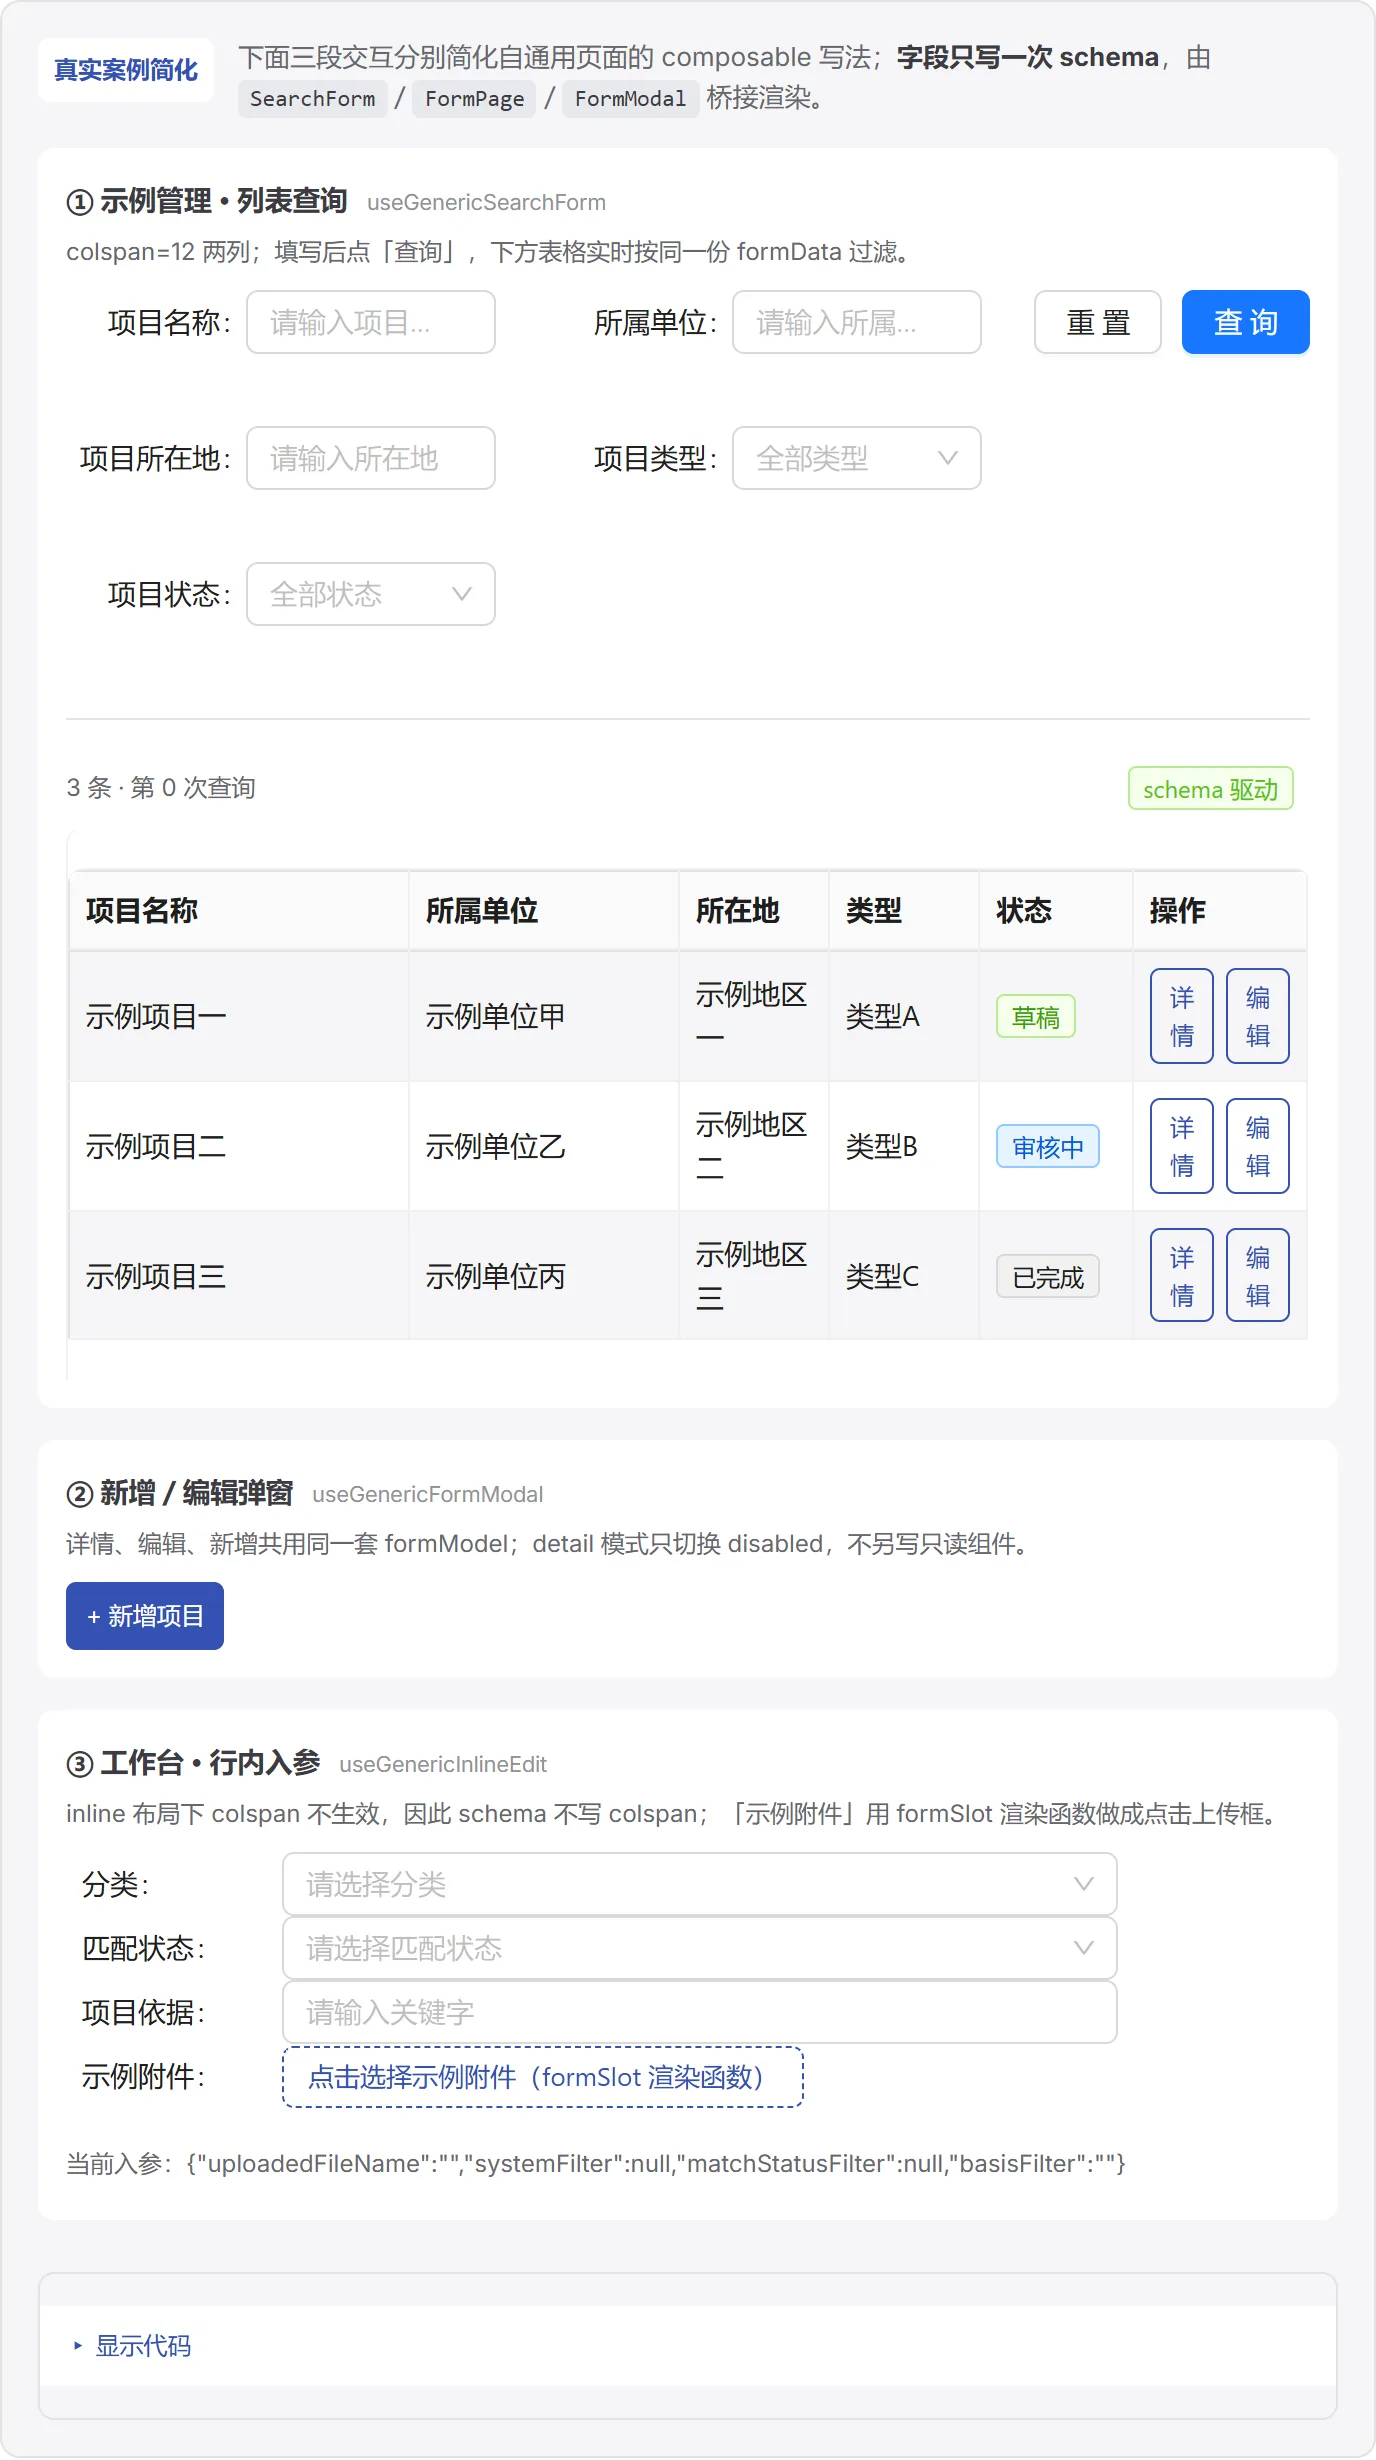 真实案例简化
下面三段交互分别简化自通用页面的 composable 写法；字段只写一次 schema，由
SearchForm / FormPage / FormModal 桥接渲染。
① 示例管理 • 列表查询 useGenericSearchForm
colspan=12 两列；填写后点「查询」，下方表格实时按同一份 formData 过滤。
项目名称： 请输入项目... 所属单位： 请输入所属... 重 置 查 询
项目所在地： 请输入所在地 项目类型： 全部类型
项目状态： 全部状态
3 条 · 第 0 次查询 schema 驱动
项目名称 所属单位 所在地 类型 状态 操作
示例项目一 示例单位甲 示例地区一 类型A 草稿 详情 编辑
示例项目二 示例单位乙 示例地区二 类型B 审核中 详情 编辑
示例项目三 示例单位丙 示例地区三 类型C 已完成 详情 编辑
② 新增 / 编辑弹窗 useGenericFormModal
详情、编辑、新增共用同一套 formModel；detail 模式只切换 disabled，不另写只读组件。
+ 新增项目
③ 工作台 • 行内入参 useGenericInlineEdit
inline 布局下 colspan 不生效，因此 schema 不写 colspan；「示例附件」用 formSlot 渲染函数做成点击上传框。
分类： 请选择分类
匹配状态： 请选择匹配状态
项目依据： 请输入关键字
示例附件： 点击选择示例附件（formSlot 渲染函数）
当前入参：{"uploadedFileName":"","systemFilter":null,"matchStatusFilter":null,"basisFilter":""}
▸ 显示代码